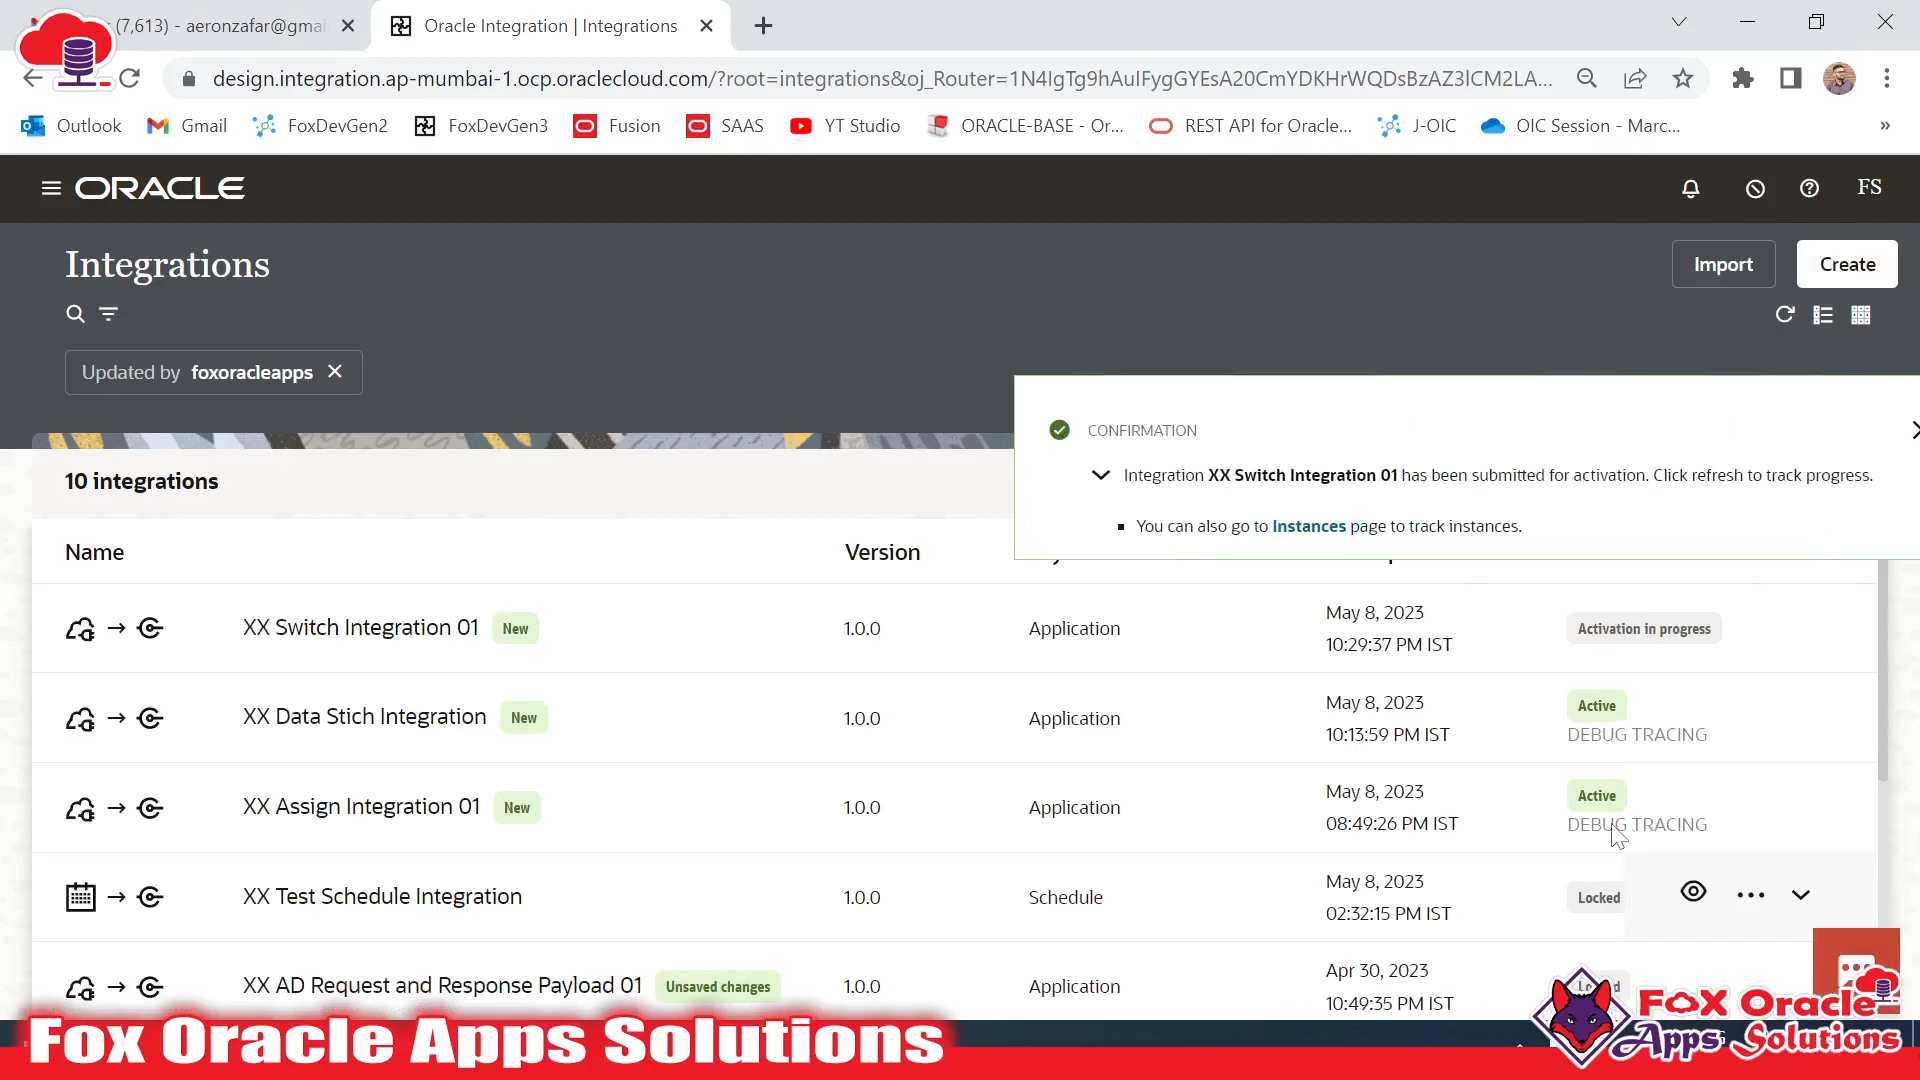 (7,613) - aeronzafar@gmai
Oracle Integration | Integrations
design.integration.ap-mumbai-1.ocp.oraclecloud.com/?root=integrations&oj_Router=1N4IgTg9hAuIFygGYEsA20CmYDKHrWQDsBzAZ3lCM2LA...
Outlook
Gmail
FoxDevGen2
FoxDevGen3
Fusion
SAAS
YT Studio
ORACLE-BASE - Or...
REST API for Oracle...
J-OIC
OIC Session - Marc...
»
ORACLE
FS
Integrations
Import
Create
Updated by foxoracleapps
CONFIRMATION
Integration XX Switch Integration 01 has been submitted for activation. Click refresh to track progress.
You can also go to Instances page to track instances.
10 integrations
Name
Version
XX Switch Integration 01
New
1.0.0
Application
May 8, 2023
10:29:37 PM IST
Activation in progress
XX Data Stich Integration
New
1.0.0
Application
May 8, 2023
10:13:59 PM IST
Active
DEBUG TRACING
XX Assign Integration 01
New
1.0.0
Application
May 8, 2023
08:49:26 PM IST
Active
DEBUG TRACING
XX Test Schedule Integration
1.0.0
Schedule
May 8, 2023
02:32:15 PM IST
Locked
XX AD Request and Response Payload 01
Unsaved changes
1.0.0
Application
Apr 30, 2023
10:49:35 PM IST
Fox Oracle Apps Solutions
FOX Oracle
Apps Solutions